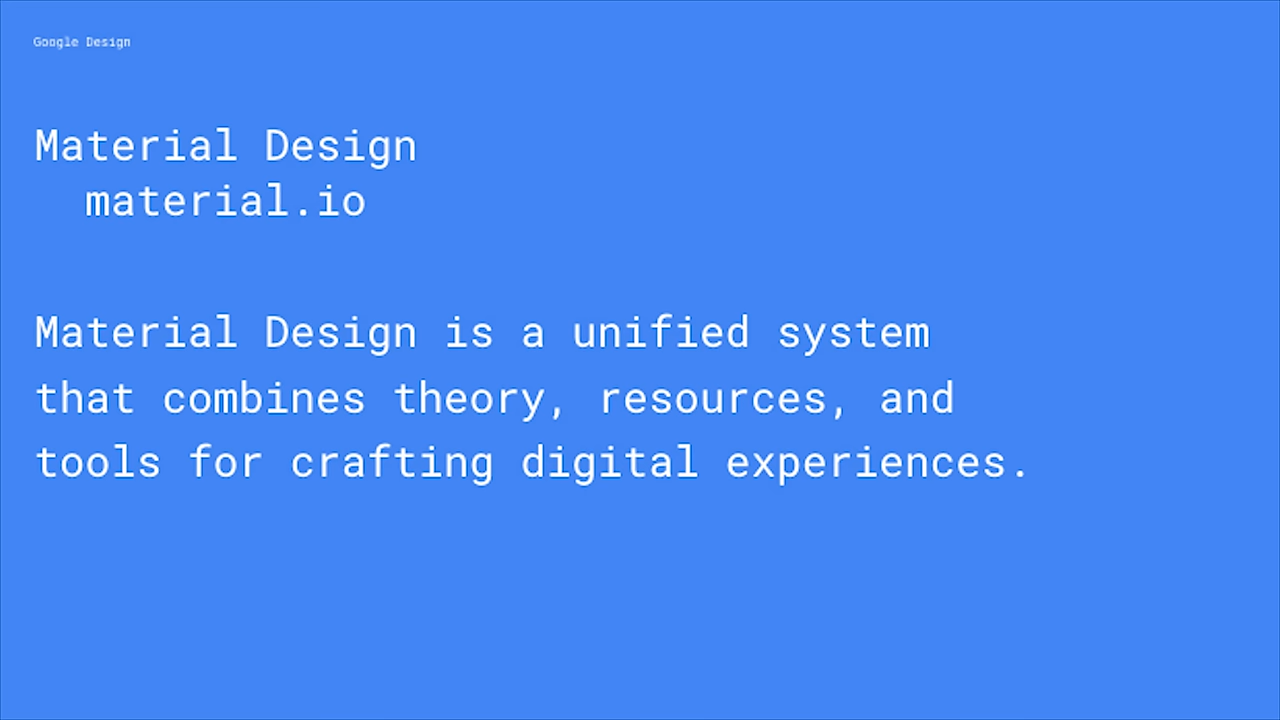 Google Design
Material Design
material.io
Material Design is a unified system
that combines theory, resources, and
tools for crafting digital experiences.